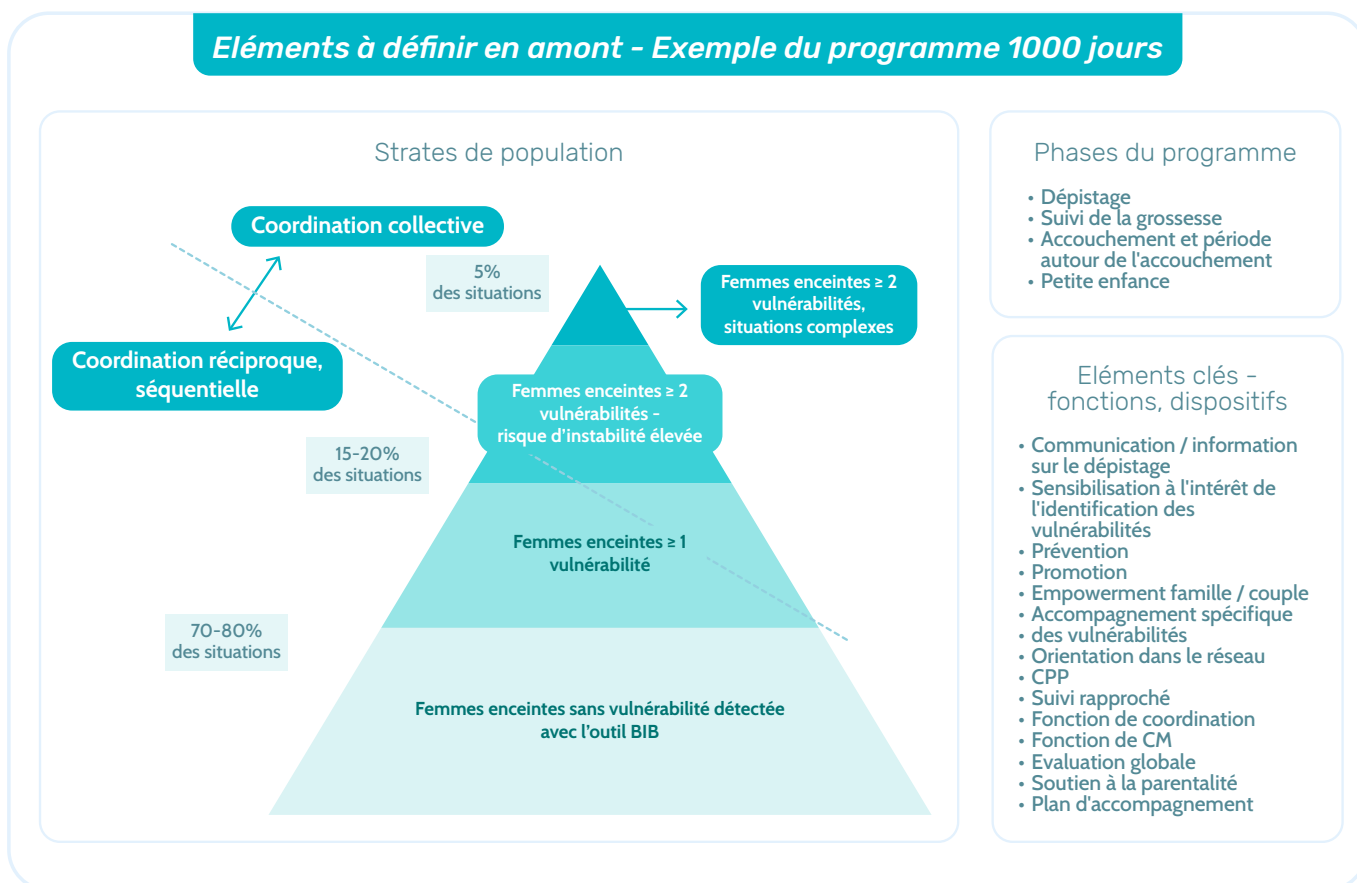 Eléments à définir en amont - Exemple du programme 1000 jours
Strates de population
Coordination collective
5%
des situations
Femmes enceintes ≥ 2
vulnérabilités,
situations complexes
Coordination réciproque,
séquentielle
Femmes enceintes ≥ 2
vulnérabilités -
risque d'instabilité élevée
15-20%
des situations
Femmes enceintes ≥ 1
vulnérabilité
70-80%
des situations
Femmes enceintes sans vulnérabilité détectée
avec l'outil BIB
Phases du programme
• Dépistage
• Suivi de la grossesse
• Accouchement et période
autour de l'accouchement
• Petite enfance
Eléments clés -
fonctions, dispositifs
• Communication / information
sur le dépistage
• Sensibilisation à l'intérêt de
l'identification des
vulnérabilités
• Prévention
• Promotion
• Empowerment famille / couple
• Accompagnement spécifique
• des vulnérabilités
• Orientation dans le réseau
• CPP
• Suivi rapproché
• Fonction de coordination
• Fonction de CM
• Evaluation globale
• Soutien à la parentalité
• Plan d'accompagnement